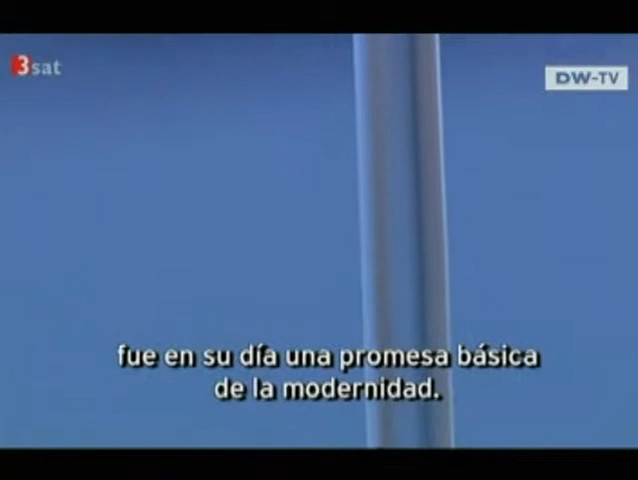 3sat
DW-TV
fue en su día una promesa básica
de la modernidad.